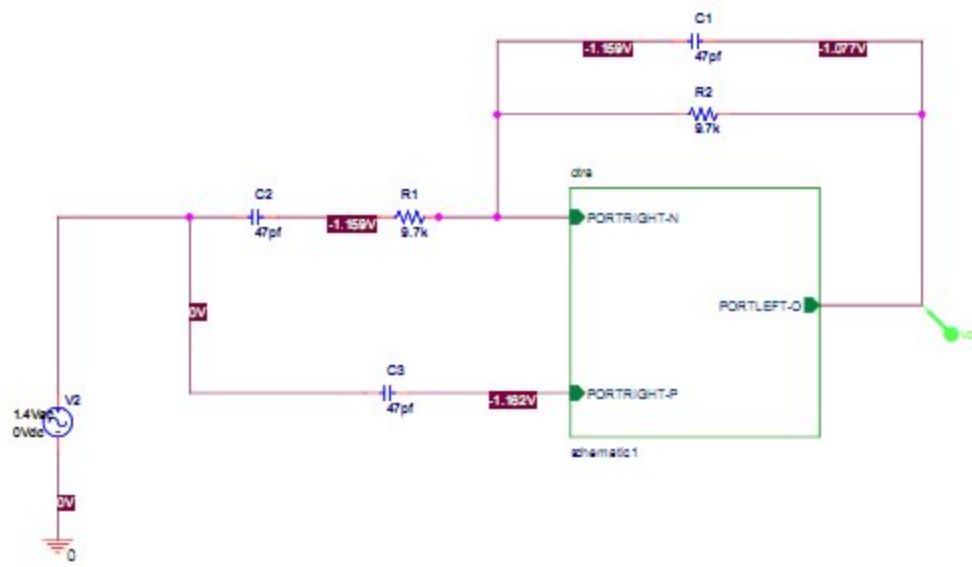 C1
-1.159V
-1.077V
47pf
R2
9.7k
otra
C2
R1
PORTRIGHT-N
-1.159V
47pf
9.7k
PORTLEFT-O
0V
C3
PORTRIGHT-P
-1.162V
47pf
V2
1.4Vac
0Vdc
schematic1
0V
0